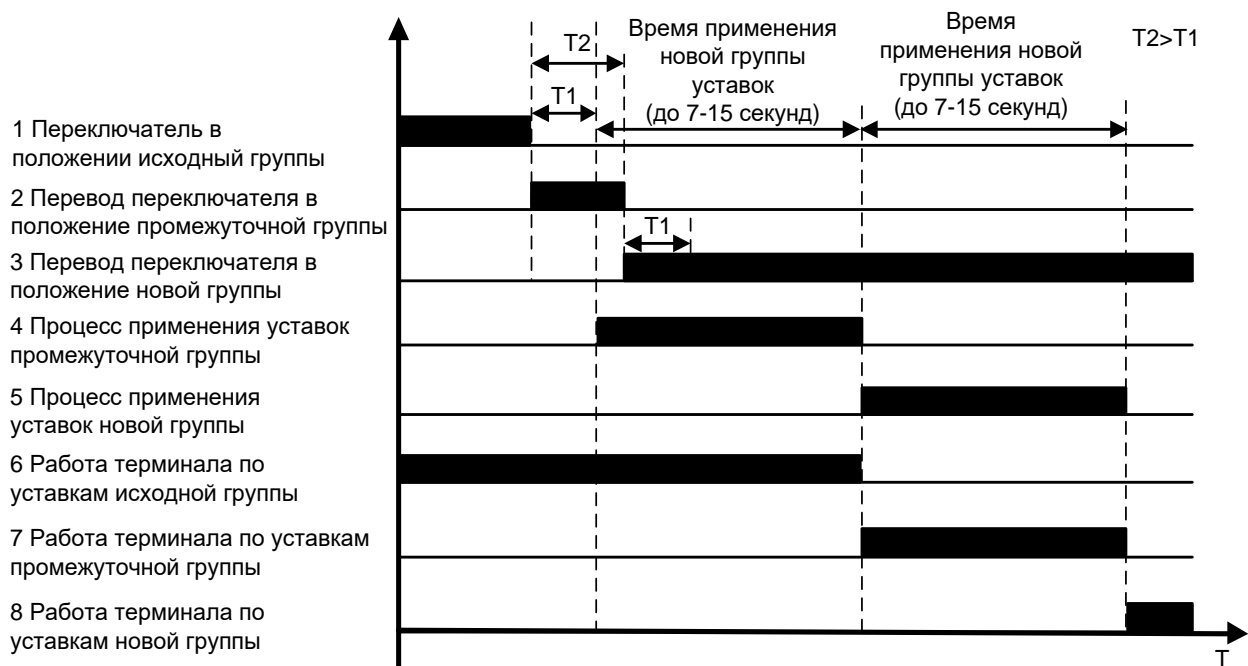 Время применения
новой группы
уставок
(до 7-15 секунд)
Время
применения новой
группы уставок
(до 7-15 секунд)
T2>T1
T2
T1
1 Переключатель в
положении исходный группы
2 Перевод переключателя в
положение промежуточной группы
T1
3 Перевод переключателя в
положение новой группы
4 Процесс применения уставок
промежуточной группы
5 Процесс применения
уставок новой группы
6 Работа терминала по
уставкам исходной группы
7 Работа терминала по уставкам
промежуточной группы
8 Работа терминала по
уставкам новой группы
T